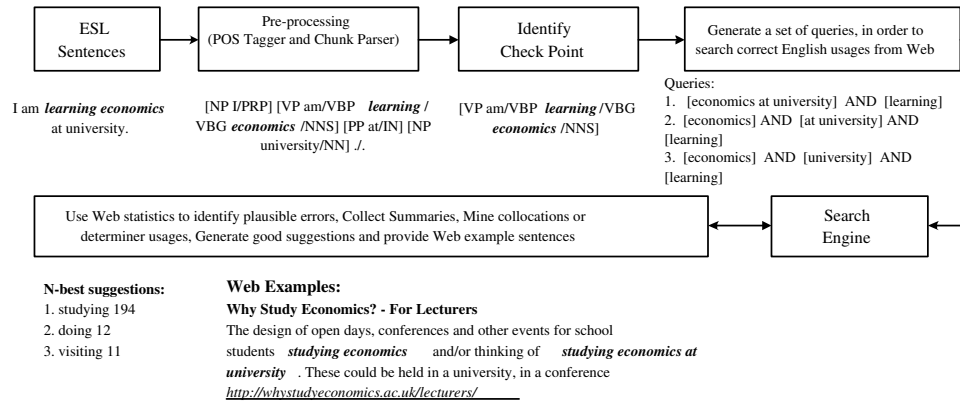 ESL
Sentences
Pre-processing
(POS Tagger and Chunk Parser)
Identify
Check Point
Generate a set of queries, in order to
search correct English usages from Web
I am learning economics
at university.
[NP I/PRP] [VP am/VBP learning /
VBG economics /NNS] [PP at/IN] [NP
university/NN] ./.
[VP am/VBP learning /VBG
economics /NNS]
Queries:
1. [economics at university] AND [learning]
2. [economics] AND [at university] AND
[learning]
3. [economics] AND [university] AND
[learning]
Use Web statistics to identify plausible errors, Collect Summaries, Mine collocations or
determiner usages, Generate good suggestions and provide Web example sentences
Search
Engine
N-best suggestions:
1. studying 194
2. doing 12
3. visiting 11
Web Examples:
Why Study Economics? - For Lecturers
The design of open days, conferences and other events for school
students studying economics and/or thinking of studying economics at
university . These could be held in a university, in a conference
http://whystudyeconomics.ac.uk/lecturers/